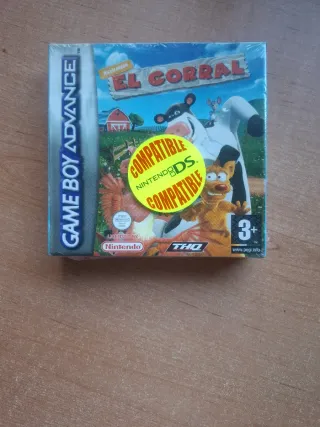 GAME BOY ADVANCE
EL CORRAL
COMPATIBLE
NINTENDO DS
COMPATIBLE
Nintendo
THQ
3+